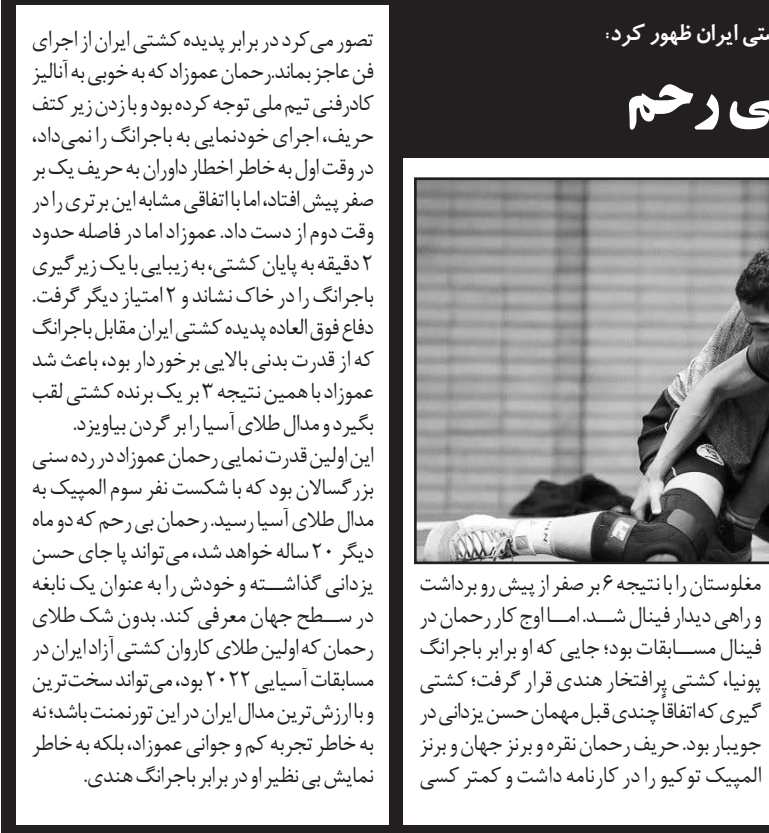 شتی ایران ظهور کرد:
ی رحم
مغلوستان را با نتیجه ۶ بر صفر از پیش رو برداشت
و راهی دیدار فینال شــد. امــا اوج کار رحمان در
فینال مســابقات بود؛ جایی که او برابر باجرانگ
پونیا، کشتی پرافتخار هندی قرار گرفت؛ کشتی
گیری که اتفاقاً چندی قبل مهمان حسن یزدانی در
جویبار بود. حریف رحمان نقره و برنز جهان و برنز
المپیک توکیو را در کارنامه داشت و کمتر کسی
تصور می‌کرد در برابر پدیده کشتی ایران از اجرای
فن عاجز بماند.رحمان عموزاد که به خوبی به آنالیز
کادرفنی تیم ملی توجه کرده بود و با زدن زیر کتف
حریف، اجرای خودنمایی به باجرانگ را نمی‌داد،
در وقت اول به خاطر اخطار داوران به حریف یک بر
صفر پیش افتاد، اما با اتفاقی مشابه این برتری را در
وقت دوم از دست داد. عموزاد اما در فاصله حدود
۲ دقیقه به پایان کشتی، به زیبایی با یک زیر گیری
باجرانگ را در خاک نشاند و ۲ امتیاز دیگر گرفت.
دفاع فوق العاده پدیده کشتی ایران مقابل باجرانگ
که از قدرت بدنی بالایی برخوردار بود، باعث شد
عموزاد با همین نتیجه ۳ بر یک برنده کشتی لقب
بگیرد و مدال طلای آسیا را بر گردن بیاویزد.
این اولین قدرت نمایی رحمان عموزاد در رده سنی
بزرگسالان بود که با شکست نفر سوم المپیک به
مدال طلای آسیا رسید. رحمان بی رحم که دو ماه
دیگر ۲۰ ساله خواهد شد، می‌تواند پا جای حسن
یزدانی گذاشــته و خودش را به عنوان یک نابغه
در ســطح جهان معرفی کند. بدون شک طلای
رحمان که اولین طلای کاروان کشتی آزاد ایران در
مسابقات آسیایی ۲۰۲۲ بود، می‌تواند سخت‌ترین
و باارزش‌ترین مدال ایران در این تورنمنت باشد؛ نه
به خاطر تجربه کم و جوانی عموزاد، بلکه به خاطر
نمایش بی نظیر او در برابر باجرانگ هندی.